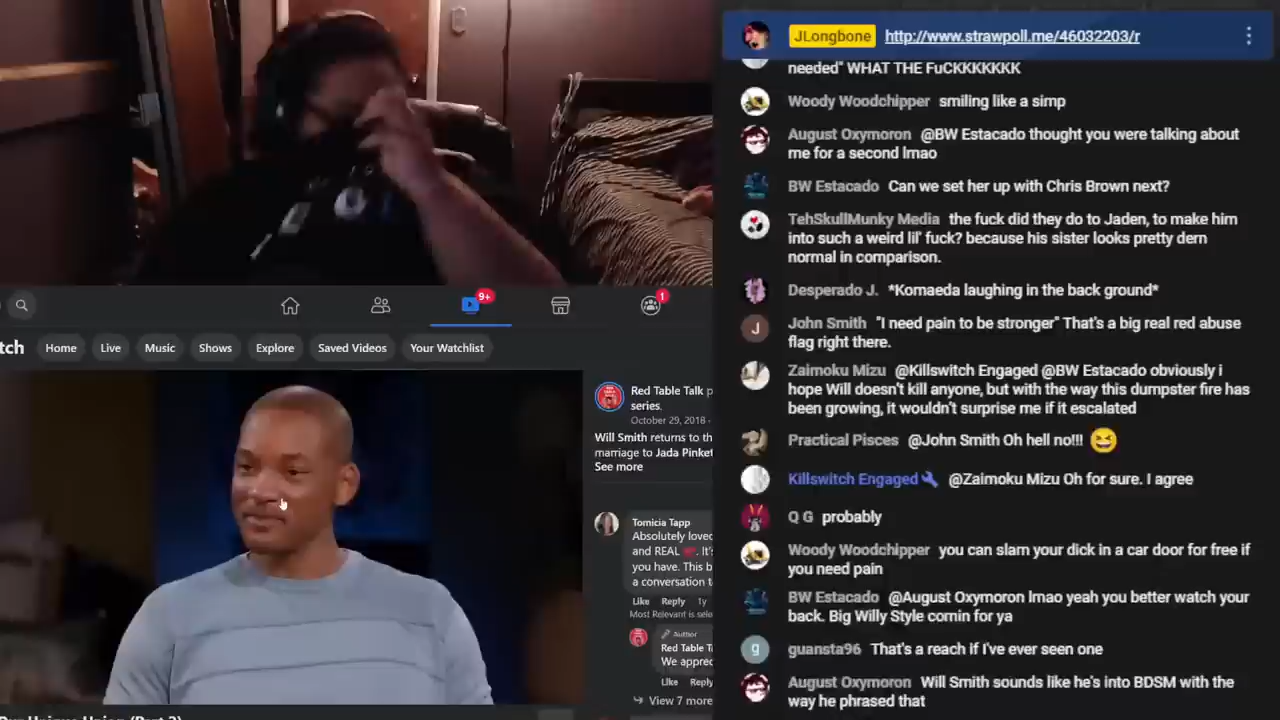 JLongbone http://www.strawpoll.me/46032203/r
needed" WHAT THE FuCKKKKKKK
Woody Woodchipper smiling like a simp
August Oxymoron @BW Estacado thought you were talking about
me for a second lmao
BW Estacado Can we set her up with Chris Brown next?
TehSkullMunky Media the fuck did they do to Jaden, to make him
into such a weird lil' fuck? because his sister looks pretty dern
normal in comparison.
Desperado J. *Komaeda laughing in the back ground*
J John Smith "I need pain to be stronger" That's a big real red abuse
flag right there.
Zaimoku Mizu @Killswitch Engaged @BW Estacado obviously i
hope Will doesn't kill anyone, but with the way this dumpster fire has
been growing, it wouldn't surprise me if it escalated
Practical Pisces @John Smith Oh hell no!!!
Killswitch Engaged @Zaimoku Mizu Oh for sure. I agree
Q G probably
Woody Woodchipper you can slam your dick in a car door for free if
you need pain
BW Estacado @August Oxymoron lmao yeah you better watch your
back. Big Willy Style comin for ya
g guansta96 That's a reach if I've ever seen one
August Oxymoron Will Smith sounds like he's into BDSM with the
way he phrased that
9+ 1
tch Home Live Music Shows Explore Saved Videos Your Watchlist
Red Table Talk p
series.
October 29, 2018 ·
Will Smith returns to th
marriage to Jada Pinket
See more
Tomicia Tapp
Absolutely loved
and REAL. It's
you have. This b
a conversation t
Like Reply 1y
Most Relevant is sele
Author
Red Table T
We apprec
Like Reply
View 7 more